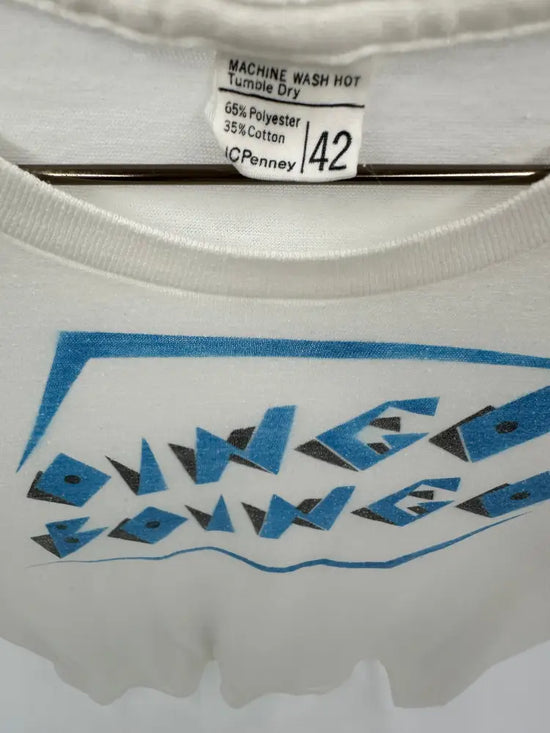 MACHINE WASH HOT
Tumble Dry
65% Polyester
35% Cotton
JCPenney
42
OINGO
BOINGO